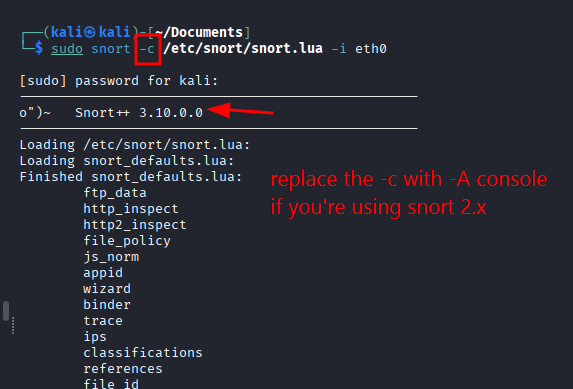 ┌──(kali㉿kali)-[~/Documents]
└─$ sudo snort -c /etc/snort/snort.lua -i eth0
[sudo] password for kali:
--------------------------------------------------
o")~ Snort++ 3.10.0.0
--------------------------------------------------
Loading /etc/snort/snort.lua:
Loading snort_defaults.lua:
Finished snort_defaults.lua:
ftp_data
http_inspect
http2_inspect
file_policy
js_norm
appid
wizard
binder
trace
ips
classifications
references
file_id
replace the -c with -A console
if you're using snort 2.x